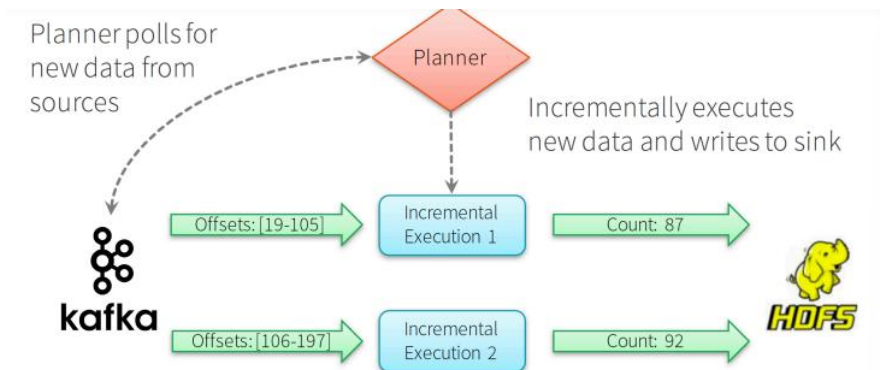 Planner polls for
new data from
sources
Planner
Incrementally executes
new data and writes to sink
Offsets: [19-105]
Incremental
Execution 1
Count: 87
kafka
HDFS
Offsets: [106-197]
Incremental
Execution 2
Count: 92